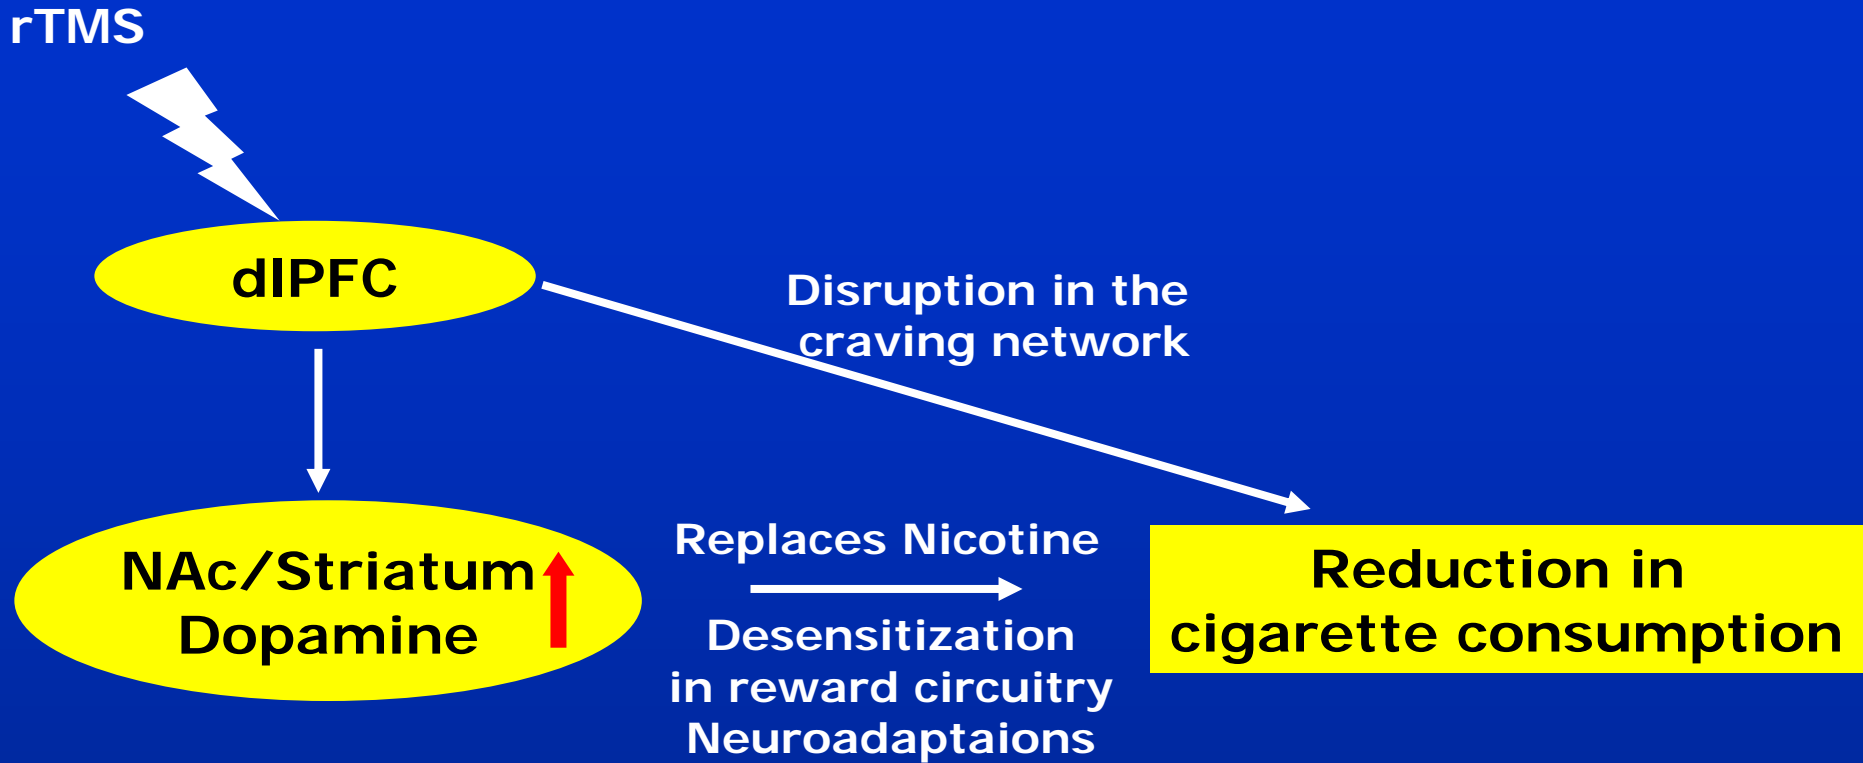 rTMS
dlPFC
Disruption in the
craving network
NAc/Striatum
Dopamine
Replaces Nicotine
Desensitization
in reward circuitry
Neuroadaptaions
Reduction in
cigarette consumption